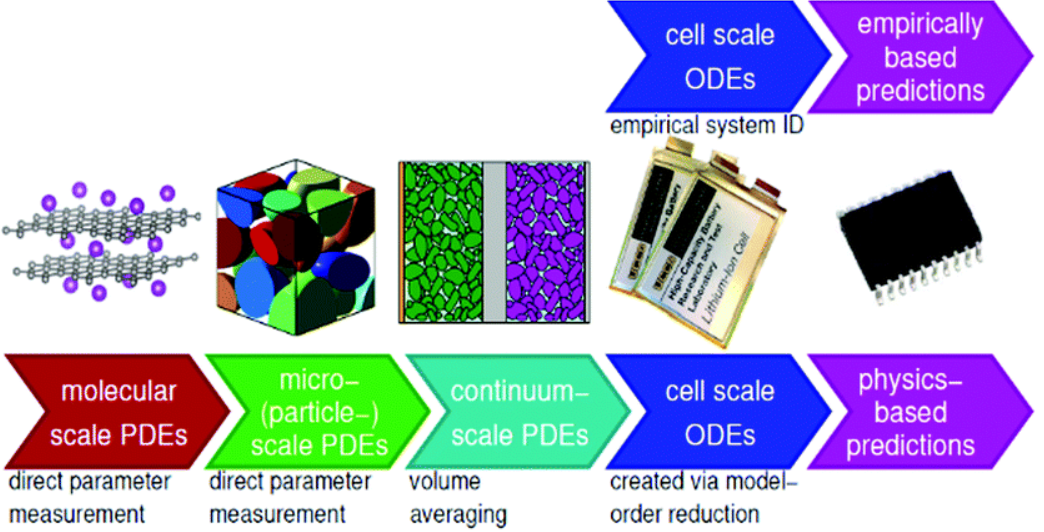 cell scale
ODEs
empirically
based
predictions
empirical system ID
High-Capacity Battery
Research and Test
Laboratory
Lithium-Ion Cell
molecular
scale PDEs
micro–
(particle–)
scale PDEs
continuum–
scale PDEs
cell scale
ODEs
physics–
based
predictions
direct parameter
measurement
direct parameter
measurement
volume
averaging
created via model–
order reduction